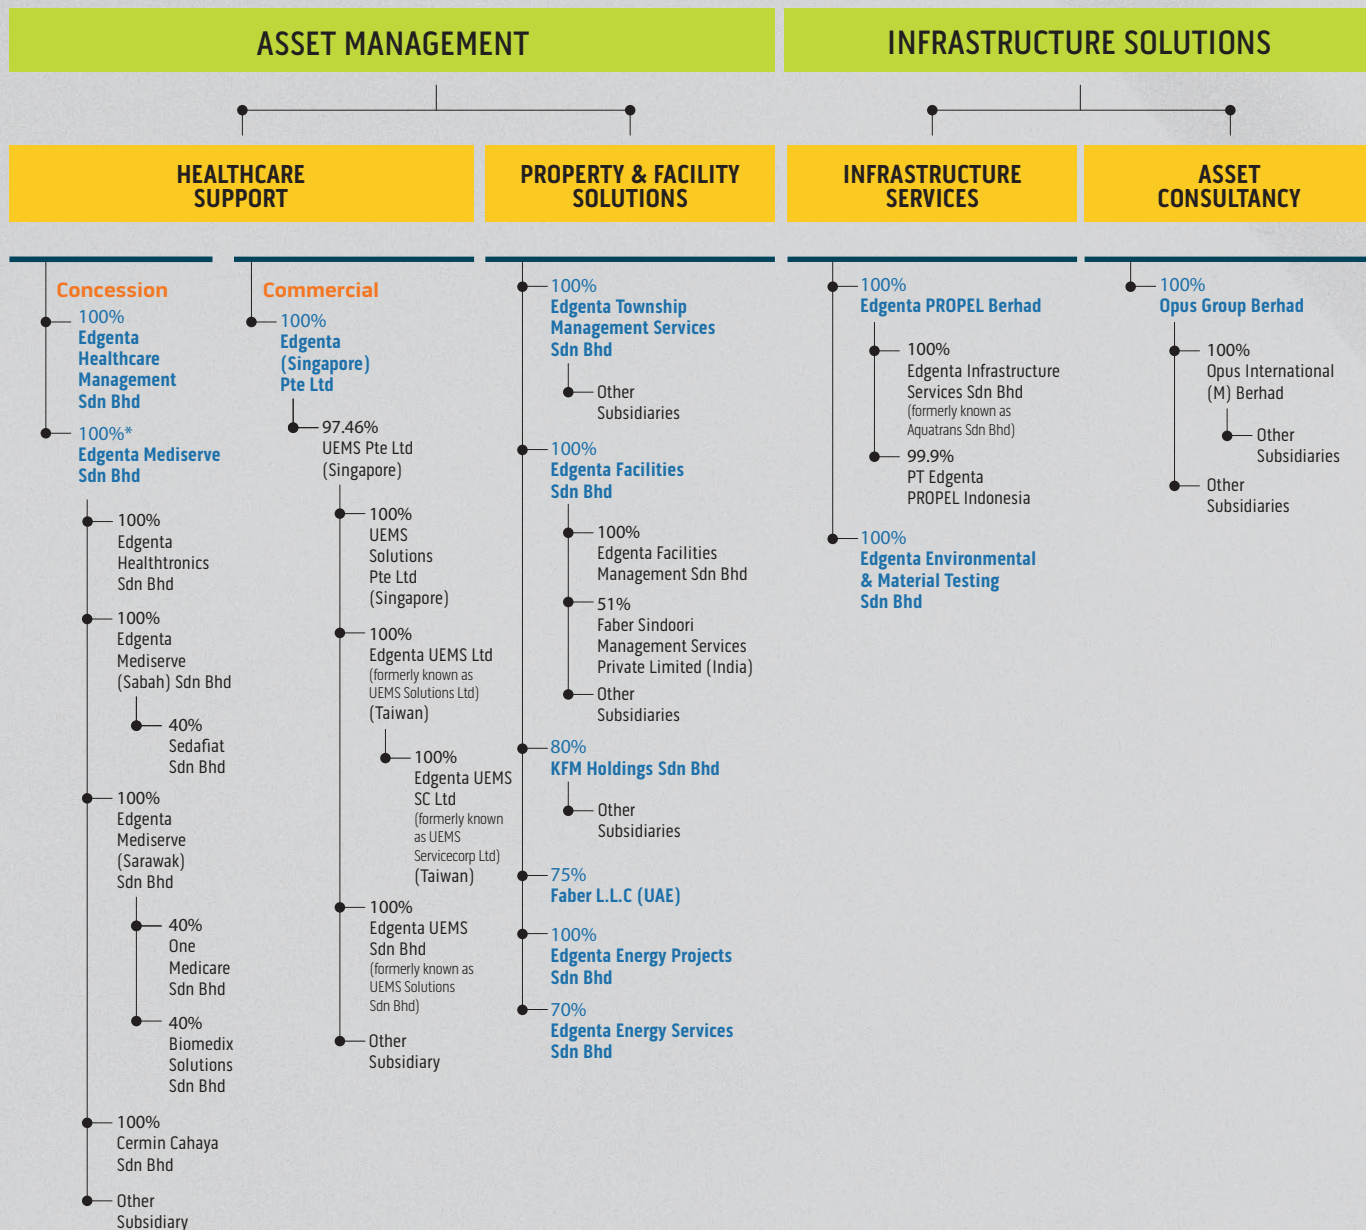 ASSET MANAGEMENT
INFRASTRUCTURE SOLUTIONS
HEALTHCARE
SUPPORT
PROPERTY & FACILITY
SOLUTIONS
INFRASTRUCTURE
SERVICES
ASSET
CONSULTANCY
Concession
100%
Edgenta
Healthcare
Management
Sdn Bhd
100%*
Edgenta Mediserve
Sdn Bhd
100%
Edgenta
Healthtronics
Sdn Bhd
100%
Edgenta
Mediserve
(Sabah) Sdn Bhd
40%
Sedafiat
Sdn Bhd
100%
Edgenta
Mediserve
(Sarawak)
Sdn Bhd
40%
One
Medicare
Sdn Bhd
40%
Biomedix
Solutions
Sdn Bhd
100%
Cermin Cahaya
Sdn Bhd
Other
Subsidiary
Commercial
100%
Edgenta
(Singapore)
Pte Ltd
97.46%
UEMS Pte Ltd
(Singapore)
100%
UEMS
Solutions
Pte Ltd
(Singapore)
100%
Edgenta UEMS Ltd
(formerly known as
UEMS Solutions Ltd)
(Taiwan)
100%
Edgenta UEMS
SC Ltd
(formerly known
as UEMS
Servicecorp Ltd)
(Taiwan)
100%
Edgenta UEMS
Sdn Bhd
(formerly known as
UEMS Solutions
Sdn Bhd)
Other
Subsidiary
100%
Edgenta Township
Management Services
Sdn Bhd
Other
Subsidiaries
100%
Edgenta Facilities
Sdn Bhd
100%
Edgenta Facilities
Management Sdn Bhd
51%
Faber Sindoori
Management Services
Private Limited (India)
Other
Subsidiaries
80%
KFM Holdings Sdn Bhd
Other
Subsidiaries
75%
Faber L.L.C (UAE)
100%
Edgenta Energy Projects
Sdn Bhd
70%
Edgenta Energy Services
Sdn Bhd
100%
Edgenta PROPEL Berhad
100%
Edgenta Infrastructure
Services Sdn Bhd
(formerly known as
Aquatrans Sdn Bhd)
99.9%
PT Edgenta
PROPEL Indonesia
100%
Edgenta Environmental
& Material Testing
Sdn Bhd
100%
Opus Group Berhad
100%
Opus International
(M) Berhad
Other
Subsidiaries
Other
Subsidiaries